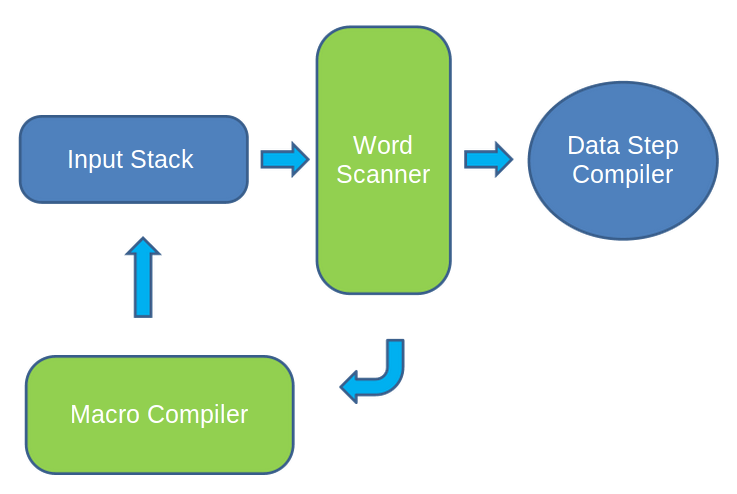 Input Stack
Word
Scanner
Data Step
Compiler
Macro Compiler